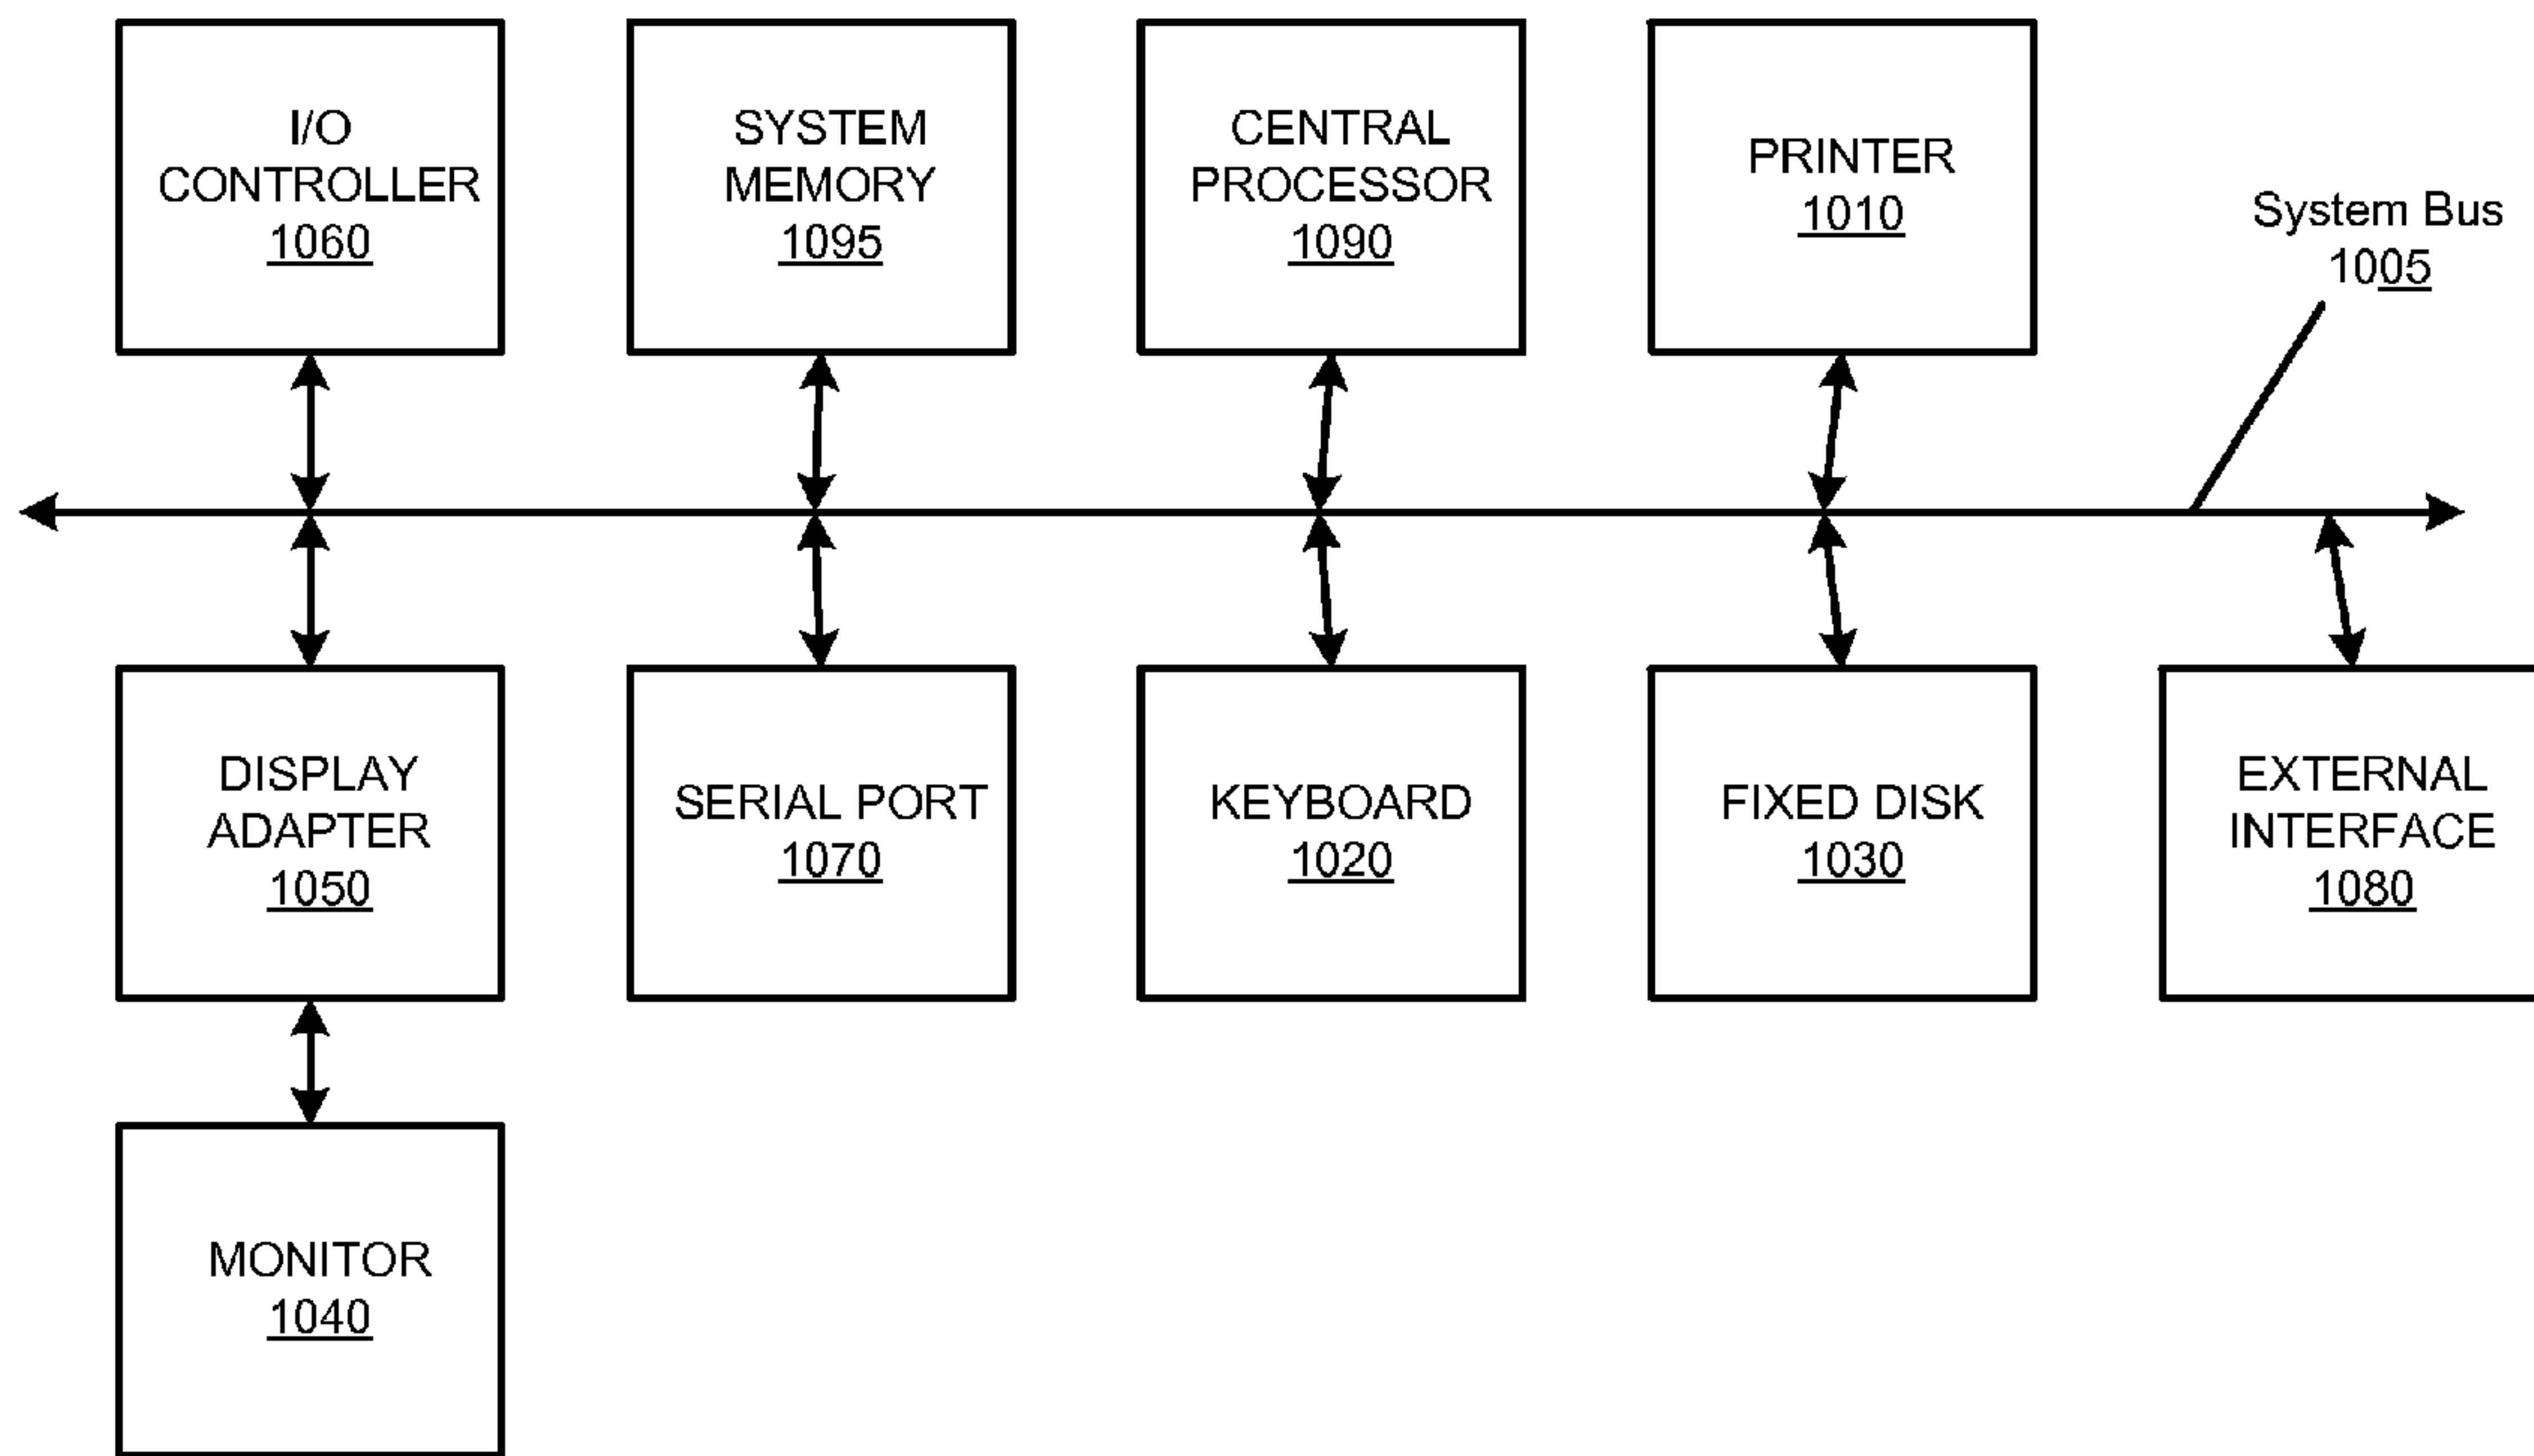 I/O
CONTROLLER
1060
SYSTEM
MEMORY
1095
CENTRAL
PROCESSOR
1090
PRINTER
1010
System Bus
1005
DISPLAY
ADAPTER
1050
SERIAL PORT
1070
KEYBOARD
1020
FIXED DISK
1030
EXTERNAL
INTERFACE
1080
MONITOR
1040